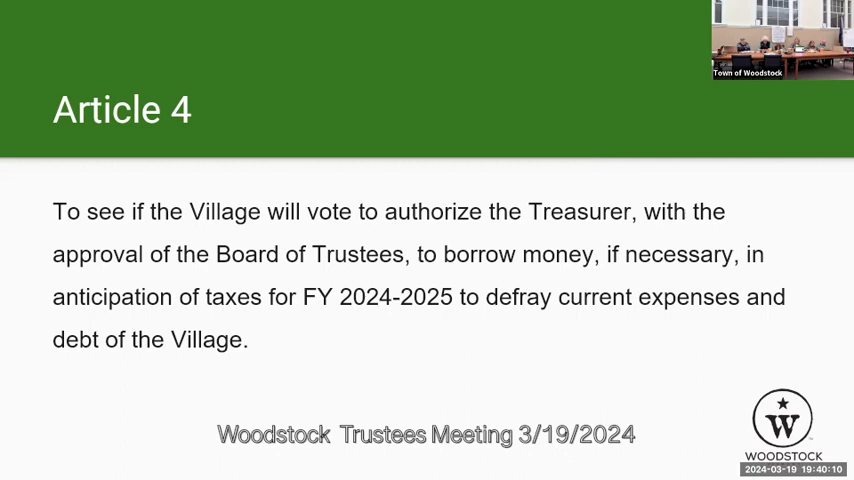 Town of Woodstock
Article 4
To see if the Village will vote to authorize the Treasurer, with the
approval of the Board of Trustees, to borrow money, if necessary, in
anticipation of taxes for FY 2024-2025 to defray current expenses and
debt of the Village.
Woodstock Trustees Meeting 3/19/2024
W
WOODSTOCK
2024-03-19 19:40:10